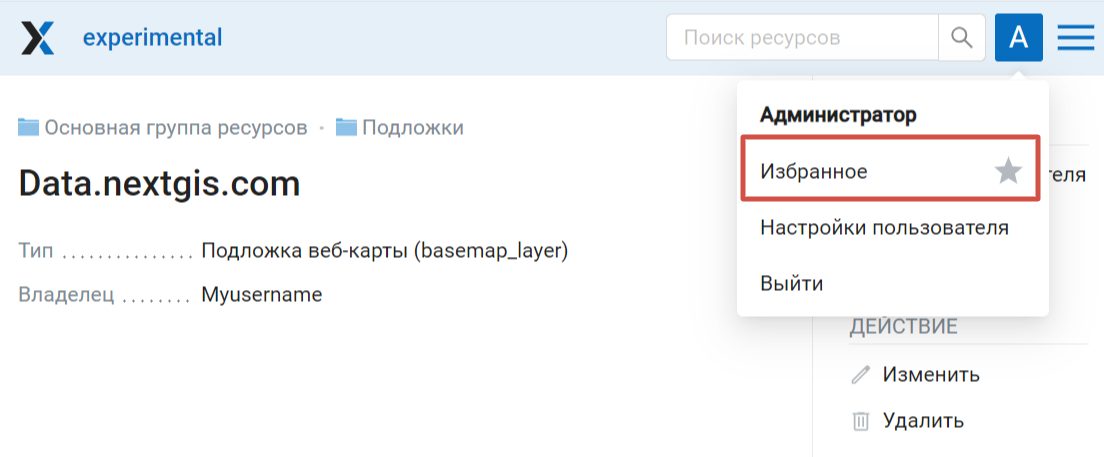 experimental
Поиск ресурсов
A
Администратор
Избранное
Настройки пользователя
Выйти
Основная группа ресурсов · Подложки
Data.nextgis.com
Тип ............... Подложка веб-карты (basemap_layer)
Владелец ........ Myusername
ДЕЙСТВИЕ
Изменить
Удалить